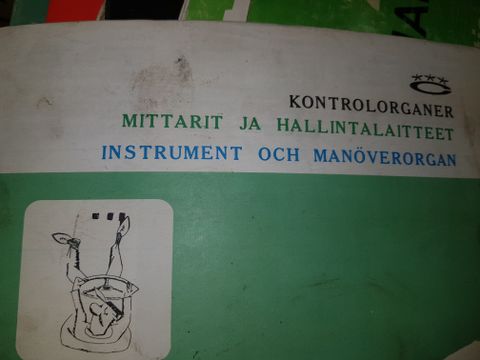 KONTROLORGANER
MITTARIT JA HALLINTALAITTEET
INSTRUMENT OCH MANÖVERORGAN